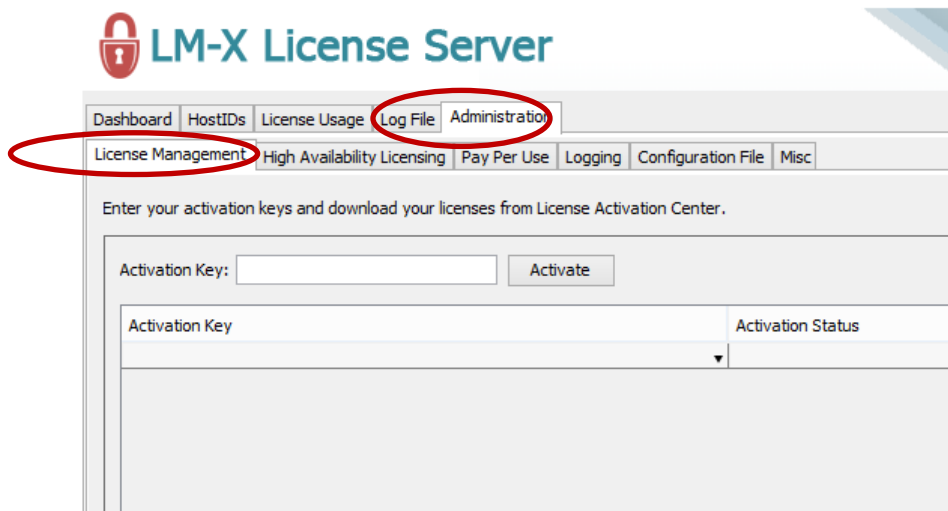 LM-X License Server
Dashboard HostIDs License Usage Log File Administration
License Management High Availability Licensing Pay Per Use Logging Configuration File Misc
Enter your activation keys and download your licenses from License Activation Center.
Activation Key: Activate
Activation Key Activation Status